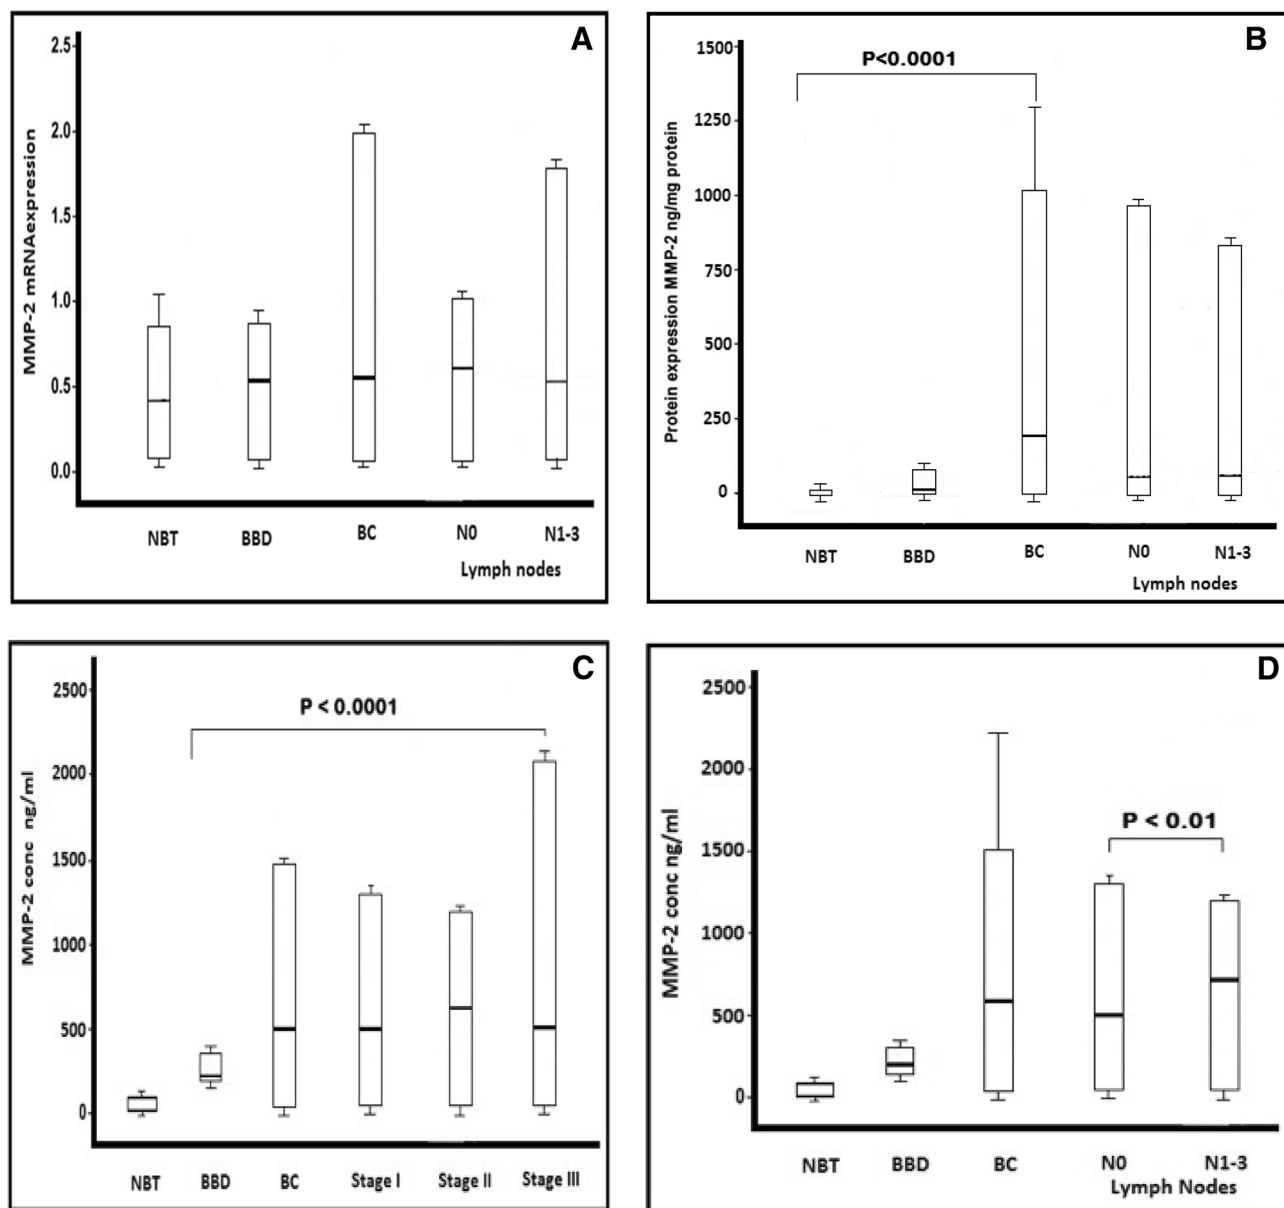 A
MMP-2 mRNAexpression
2.5
2.0
1.5
1.0
0.5
0.0
NBT BBD BC N0 N1-3
Lymph nodes
B
Protein expression MMP-2 ng/mg protein
P<0.0001
1500
1250
1000
750
500
250
0
NBT BBD BC N0 N1-3
Lymph nodes
C
MMP-2 conc ng/ml
P < 0.0001
2500
2000
1500
1000
500
0
NBT BBD BC Stage I Stage II Stage III
D
MMP-2 conc ng/ml
P < 0.01
2500
2000
1500
1000
500
0
NBT BBD BC N0 N1-3
Lymph Nodes